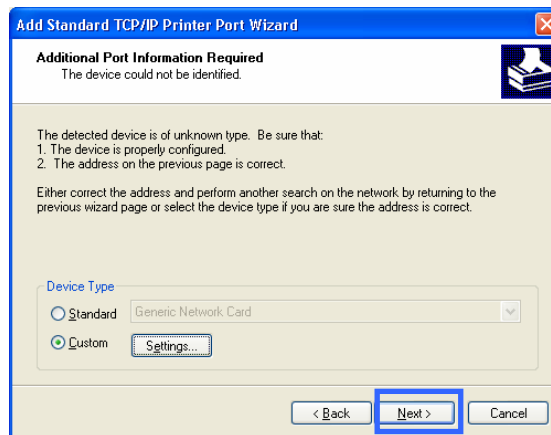 Add Standard TCP/IP Printer Port Wizard
Additional Port Information Required
The device could not be identified.
The detected device is of unknown type. Be sure that:
1. The device is properly configured.
2. The address on the previous page is correct.
Either correct the address and perform another search on the network by returning to the
previous wizard page or select the device type if you are sure the address is correct.
Device Type
Standard
Generic Network Card
Custom
Settings...
< Back
Next >
Cancel